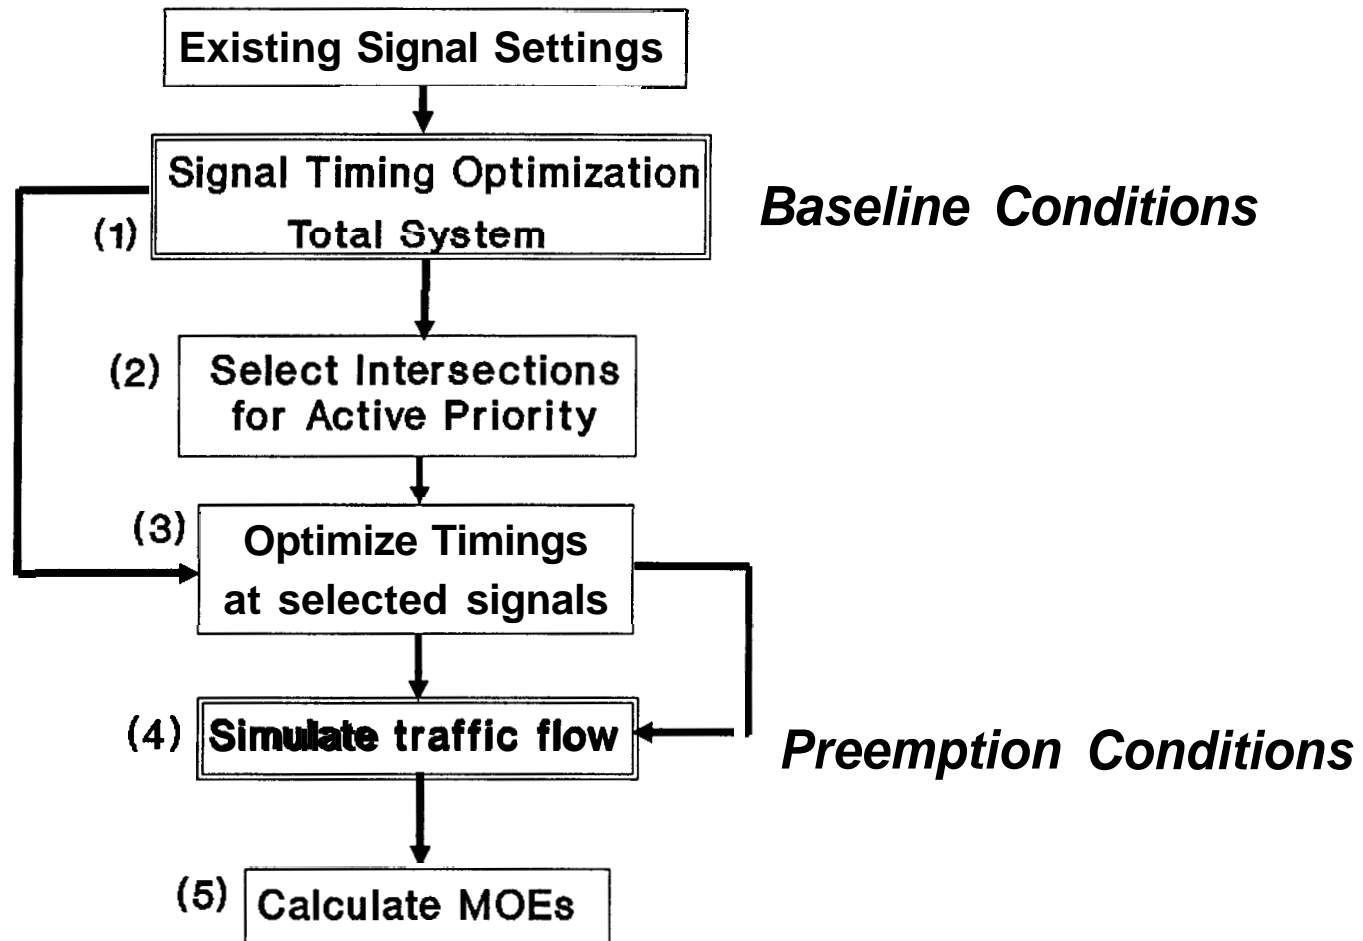 Existing Signal Settings
Signal Timing Optimization
(1) Total System
Baseline Conditions
(2) Select Intersections
for Active Priority
(3) Optimize Timings
at selected signals
(4) Simulate traffic flow
Preemption Conditions
(5) Calculate MOEs